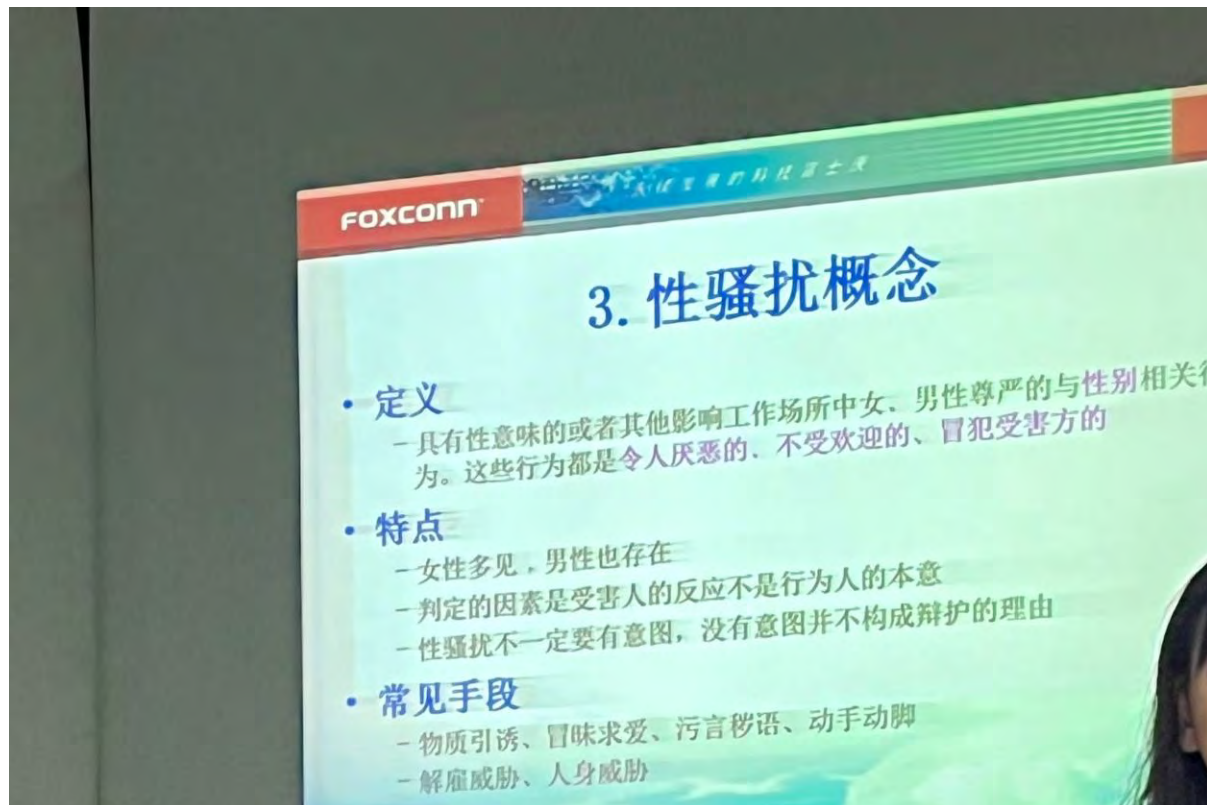 FOXCONN
科技富士康
3. 性骚扰概念
• 定义
– 具有性意味的或者其他影响工作场所中女、男性尊严的与性别相关行
为。这些行为都是令人厌恶的、不受欢迎的、冒犯受害方的
• 特点
– 女性多见，男性也存在
– 判定的因素是受害人的反应不是行为人的本意
– 性骚扰不一定要有意图，没有意图并不构成辩护的理由
• 常见手段
– 物质引诱、冒昧求爱、污言秽语、动手动脚
– 解雇威胁、人身威胁